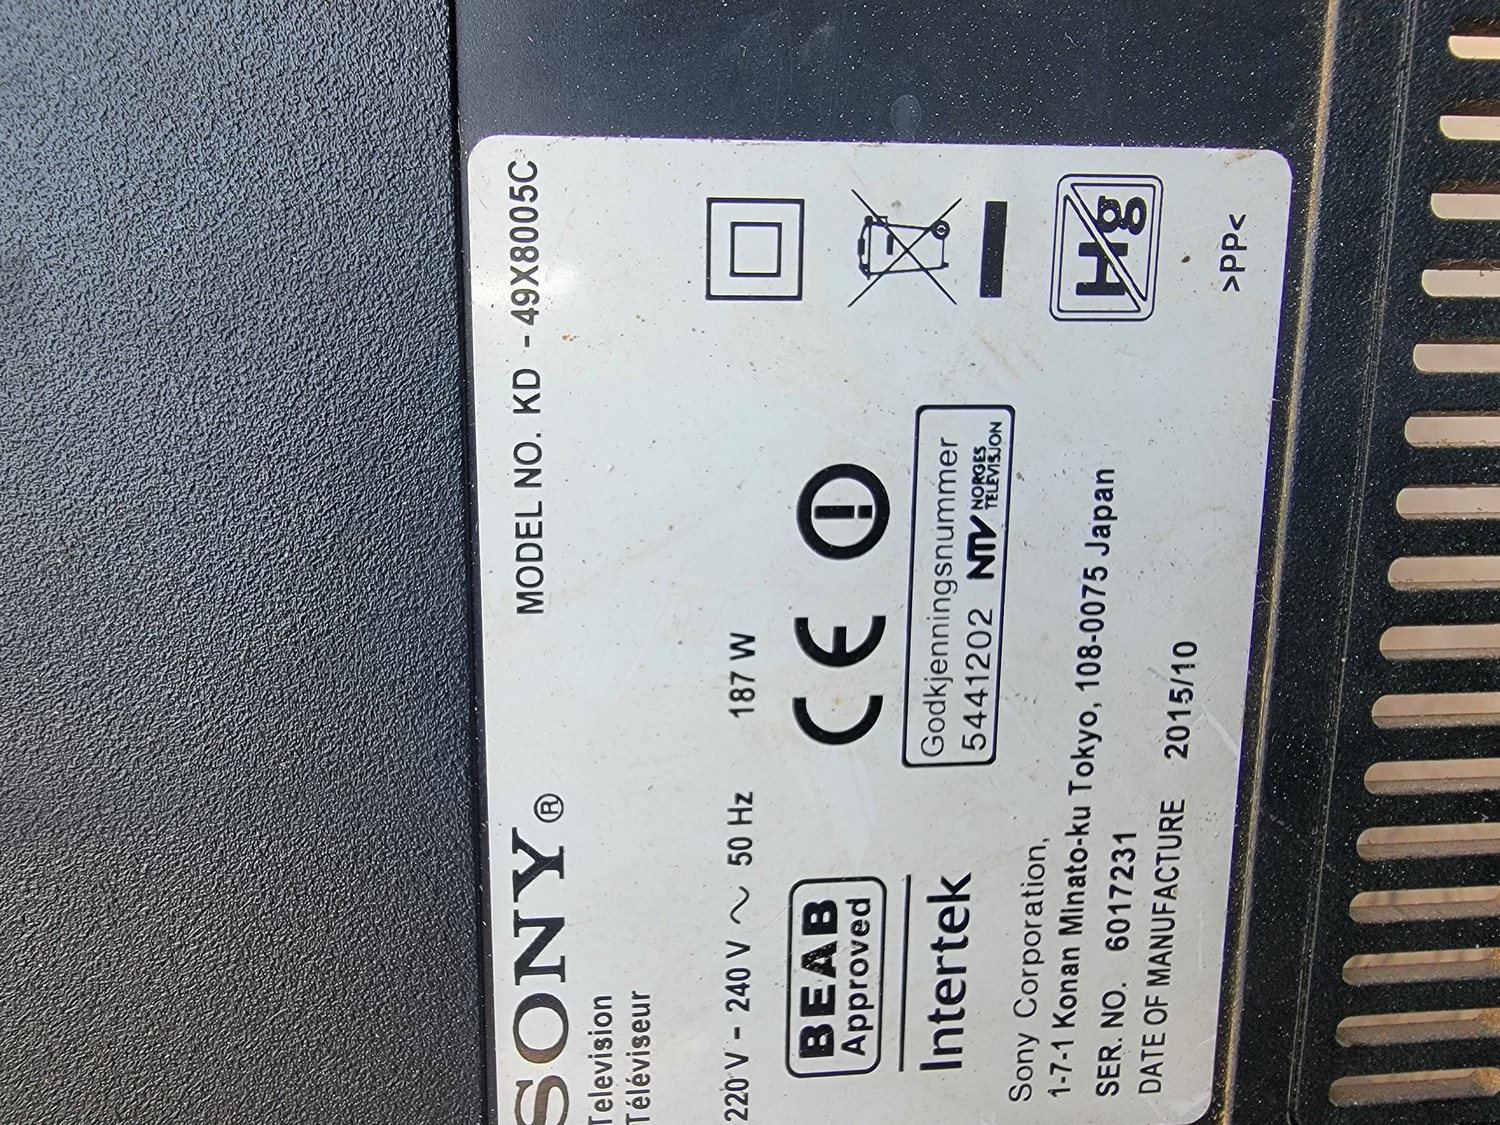 SONY®
MODEL NO. KD - 49X8005C
Television
Téléviseur
220 V - 240 V ~ 50 Hz 187 W
BEAB
Approved
CE
Intertek
Godkjenningsnummer
5441202 NTV NORGES
TELEVISJON
Hg
Sony Corporation,
1-7-1 Konan Minato-ku Tokyo, 108-0075 Japan
SER. NO. 6017231
DATE OF MANUFACTURE 2015/10
>PP<